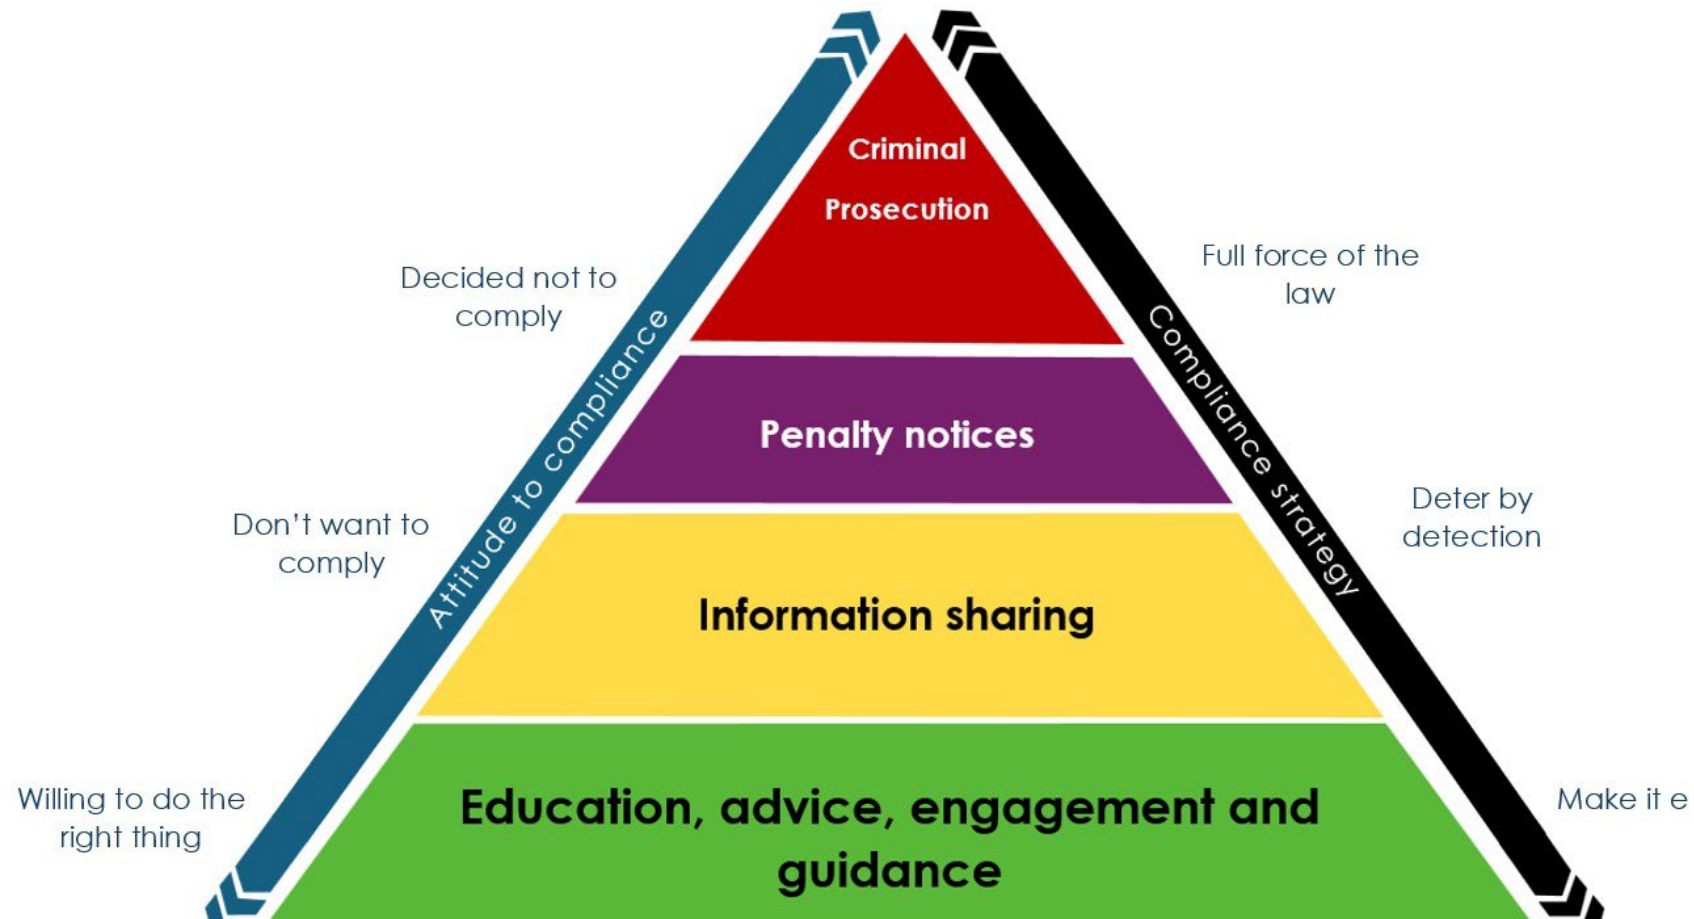 Criminal
Prosecution
Decided not to
comply
Full force of the
law
Attitude to compliance
Compliance strategy
Penalty notices
Don't want to
comply
Deter by
detection
Information sharing
Willing to do the
right thing
Make it e
Education, advice, engagement and
guidance